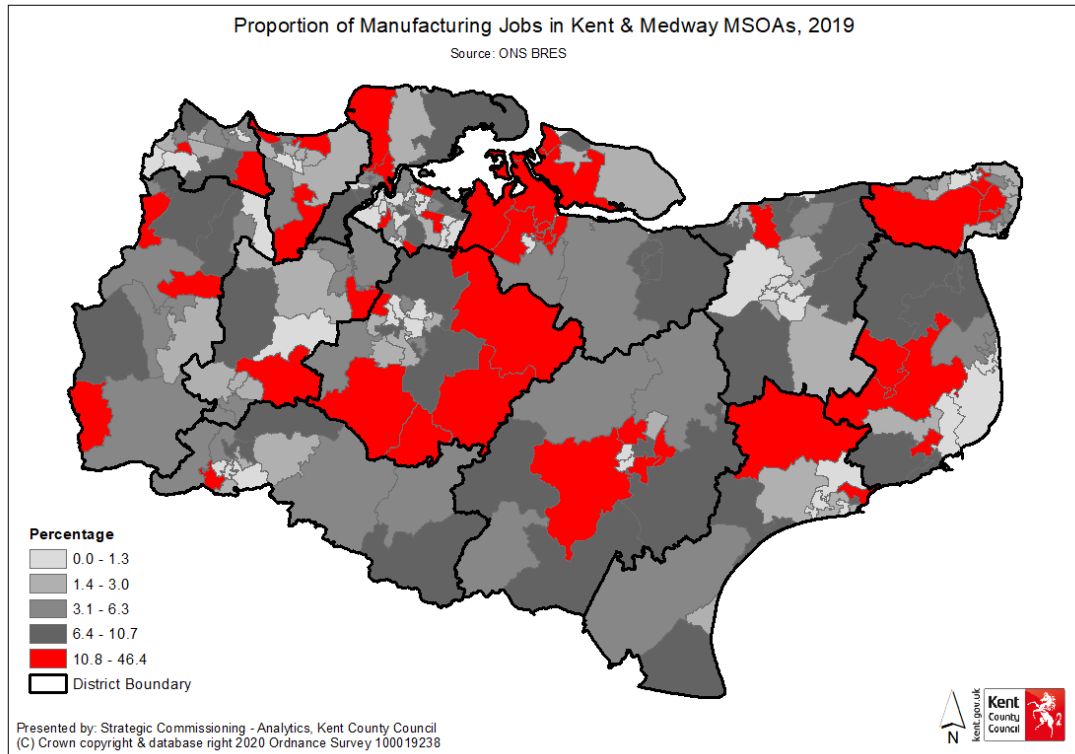 Proportion of Manufacturing Jobs in Kent & Medway MSOAs, 2019
Source: ONS BRES
Percentage
0.0 - 1.3
1.4 - 3.0
3.1 - 6.3
6.4 - 10.7
10.8 - 46.4
District Boundary
Presented by: Strategic Commissioning - Analytics, Kent County Council
(C) Crown copyright & database right 2020 Ordnance Survey 100019238
N
kent.gov.uk
Kent
County
Council